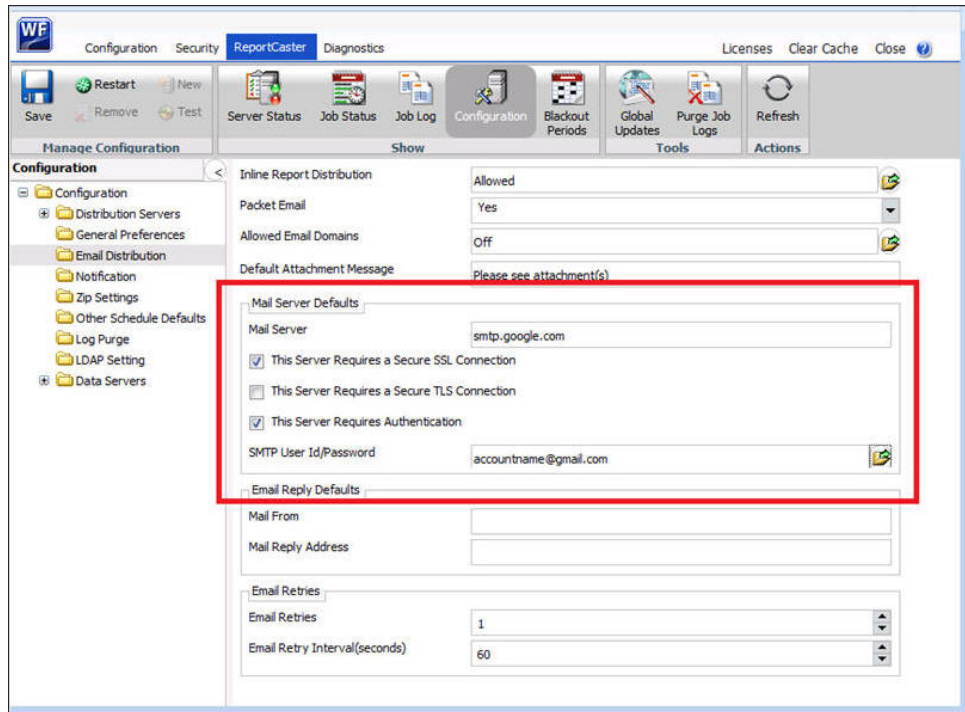 WF
Configuration Security ReportCaster Diagnostics Licenses Clear Cache Close ?
Save Restart New Remove Test
Server Status Job Status Job Log Configuration Blackout Periods Global Updates Purge Job Logs Refresh
Manage Configuration Show Tools Actions
Configuration <
Configuration
Distribution Servers
General Preferences
Email Distribution
Notification
Zip Settings
Other Schedule Defaults
Log Purge
LDAP Setting
Data Servers
Inline Report Distribution Allowed
Packet Email Yes
Allowed Email Domains Off
Default Attachment Message Please see attachment(s)
Mail Server Defaults
Mail Server smtp.google.com
This Server Requires a Secure SSL Connection
This Server Requires a Secure TLS Connection
This Server Requires Authentication
SMTP User Id/Password accountname@gmail.com
Email Reply Defaults
Mail From
Mail Reply Address
Email Retries
Email Retries 1
Email Retry Interval(seconds) 60